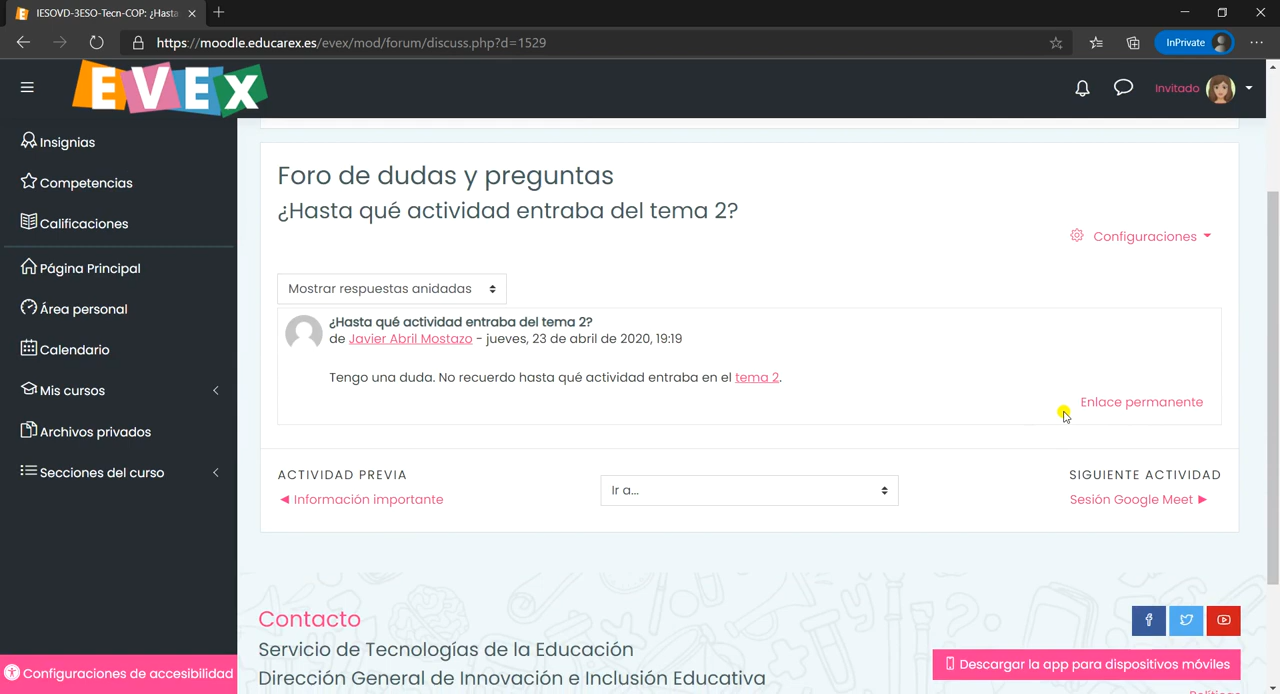 IESOVD-3ESO-Tecn-COP: ¿Hasta
https://moodle.educarex.es/evex/mod/forum/discuss.php?d=1529
InPrivate
EVEX
Invitado
Insignias
Competencias
Calificaciones
Página Principal
Área personal
Calendario
Mis cursos
Archivos privados
Secciones del curso
Configuraciones de accesibilidad
Foro de dudas y preguntas
¿Hasta qué actividad entraba del tema 2?
Configuraciones
Mostrar respuestas anidadas
¿Hasta qué actividad entraba del tema 2?
de Javier Abril Mostazo - jueves, 23 de abril de 2020, 19:19
Tengo una duda. No recuerdo hasta qué actividad entraba en el tema 2.
Enlace permanente
ACTIVIDAD PREVIA
◀ Información importante
Ir a...
SIGUIENTE ACTIVIDAD
Sesión Google Meet ▶
Contacto
Servicio de Tecnologías de la Educación
Dirección General de Innovación e Inclusión Educativa
Descargar la app para dispositivos móviles